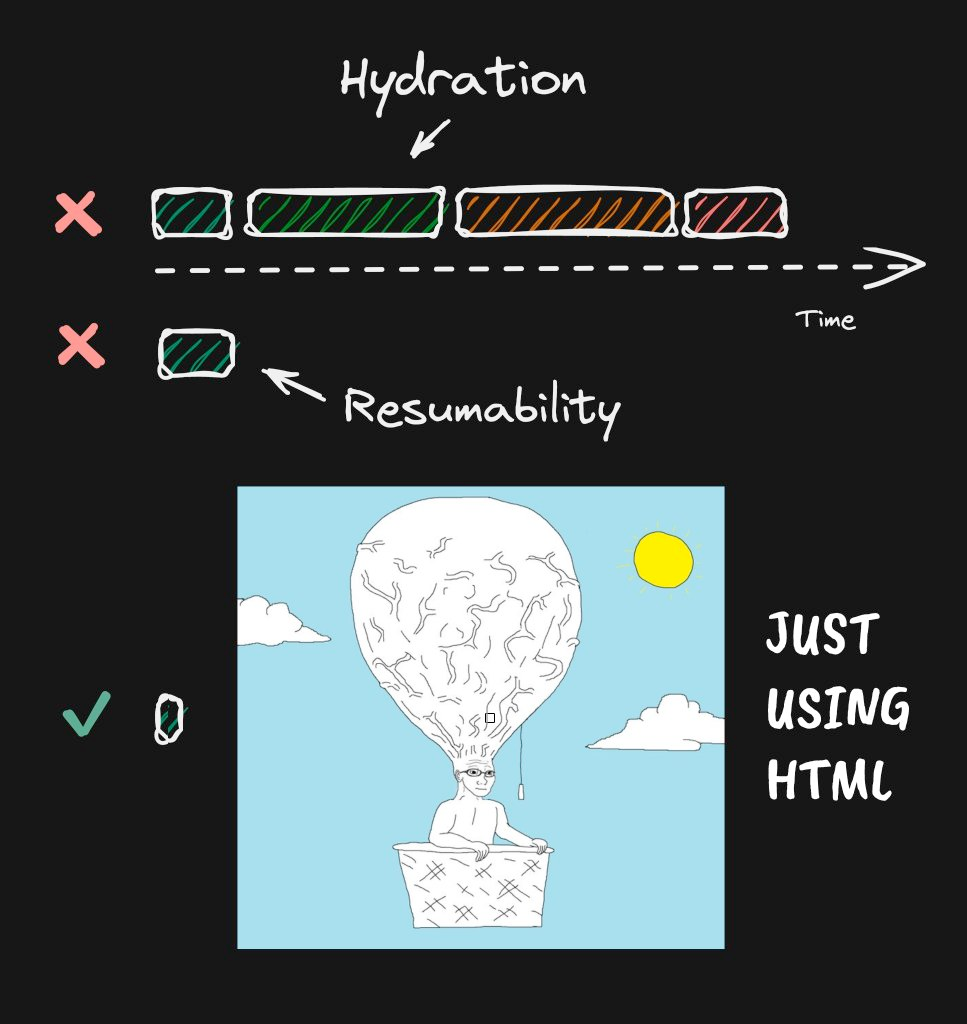 Hydration
Time
Resumability
JUST
USING
HTML